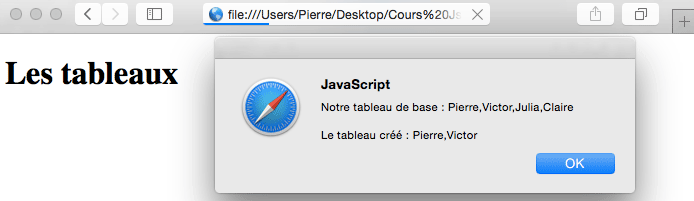 file:///Users/Pierre/Desktop/Cours%20Js
Les tableaux
JavaScript
Notre tableau de base : Pierre,Victor,Julia,Claire
Le tableau créé : Pierre,Victor
OK